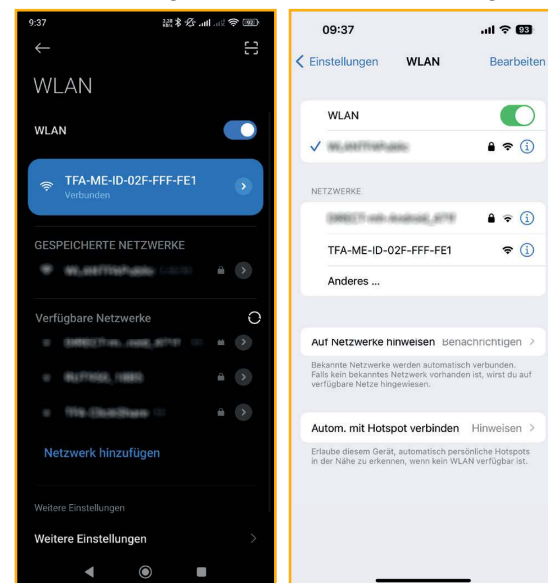 9:37
92
WLAN
WLAN
TFA-ME-ID-02F-FFF-FE1
Verbunden
GESPEICHERTE NETZWERKE
Verfügbare Netzwerke
Netzwerk hinzufügen
Weitere Einstellungen
Weitere Einstellungen
09:37
93
Einstellungen WLAN Bearbeiten
WLAN
NETZWERKE
TFA-ME-ID-02F-FFF-FE1
Anderes ...
Auf Netzwerke hinweisen Benachrichtigen
Bekannte Netzwerke werden automatisch verbunden.
Falls kein bekanntes Netzwerk vorhanden ist, wirst du auf
verfügbare Netze hingewiesen.
Autom. mit Hotspot verbinden Hinweisen
Erlaube diesem Gerät, automatisch persönliche Hotspots
in der Nähe zu erkennen, wenn kein WLAN verfügbar ist.